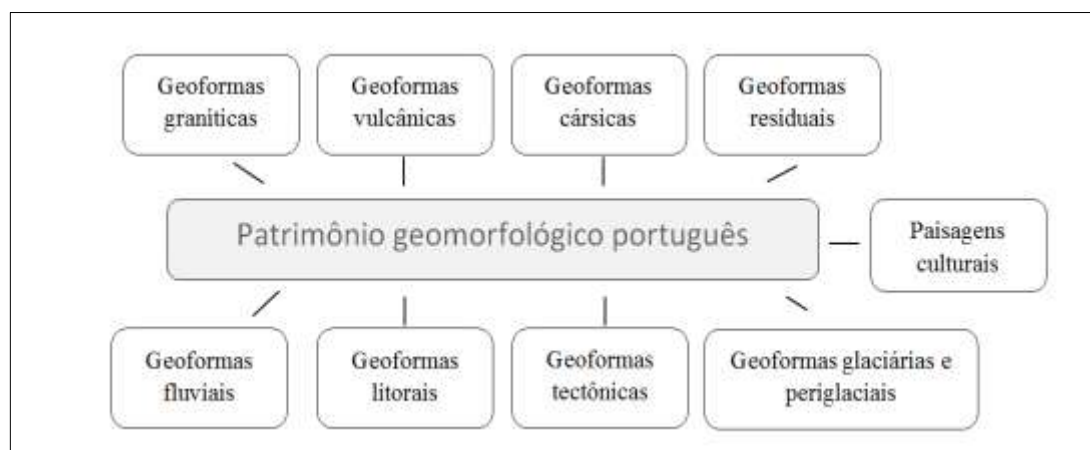 Geoformas
graníticas
Geoformas
vulcânicas
Geoformas
cársicas
Geoformas
residuais
Patrimônio geomorfológico português
Paisagens
culturais
Geoformas
fluviais
Geoformas
litorais
Geoformas
tectônicas
Geoformas glaciárias e
periglaciais